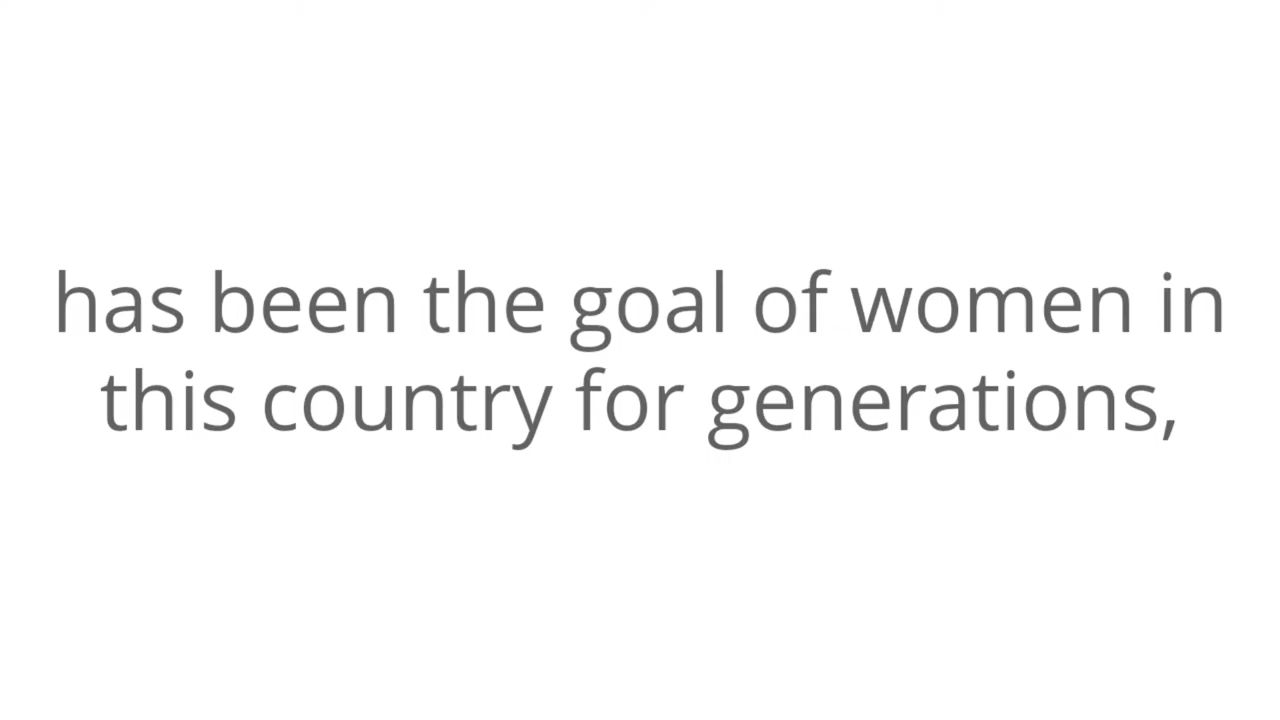 has been the goal of women in
this country for generations,